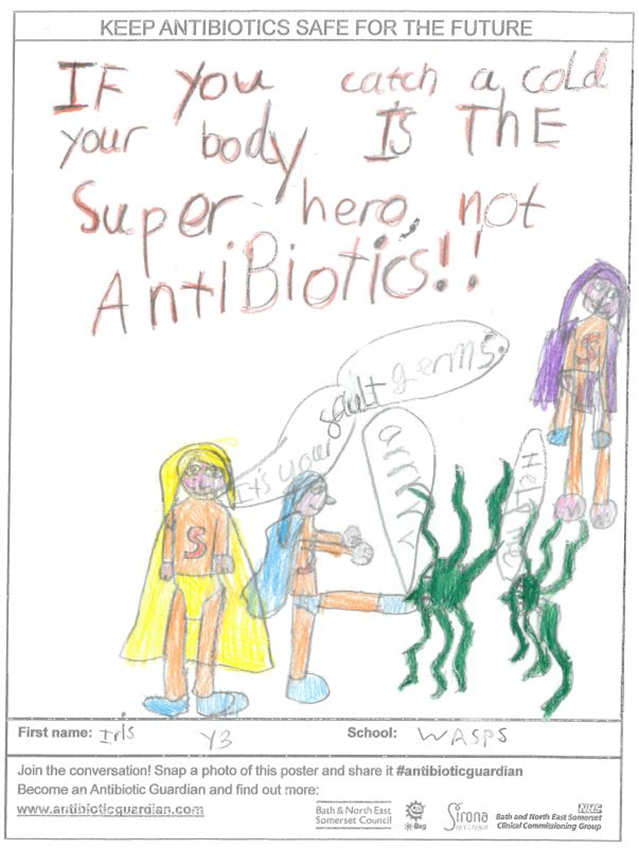 KEEP ANTIBIOTICS SAFE FOR THE FUTURE
IF you catch a cold
your body IS ThE
Super-hero, not
AntiBiotics!!
It's your fault germs.
arrrrr
Help me
S
S
First name: Iris Y3 School: WASPS
Join the conversation! Snap a photo of this poster and share it #antibioticguardian
Become an Antibiotic Guardian and find out more:
www.antibioticguardian.com
Bath & North East
Somerset Council
e-Bug
Sirona
NHS
Bath and North East Somerset
Clinical Commissioning Group